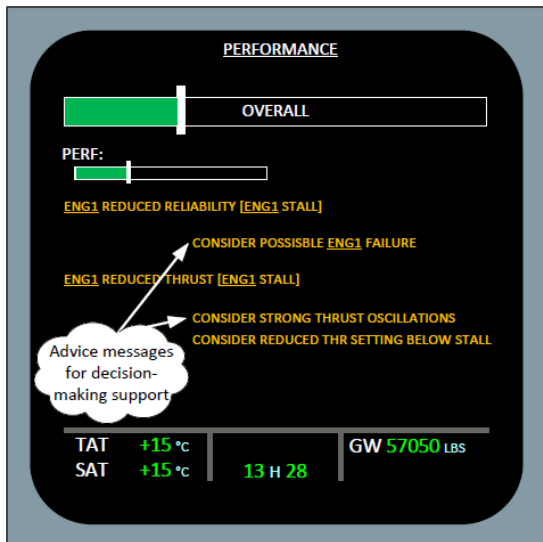 PERFORMANCE
OVERALL
PERF:
ENG1 REDUCED RELIABILITY [ENG1 STALL]
CONSIDER POSSISBLE ENG1 FAILURE
ENG1 REDUCED THRUST [ENG1 STALL]
CONSIDER STRONG THRUST OSCILLATIONS
CONSIDER REDUCED THR SETTING BELOW STALL
Advice messages
for decision-
making support
TAT +15 °C GW 57050 LBS
SAT +15 °C 13 H 28